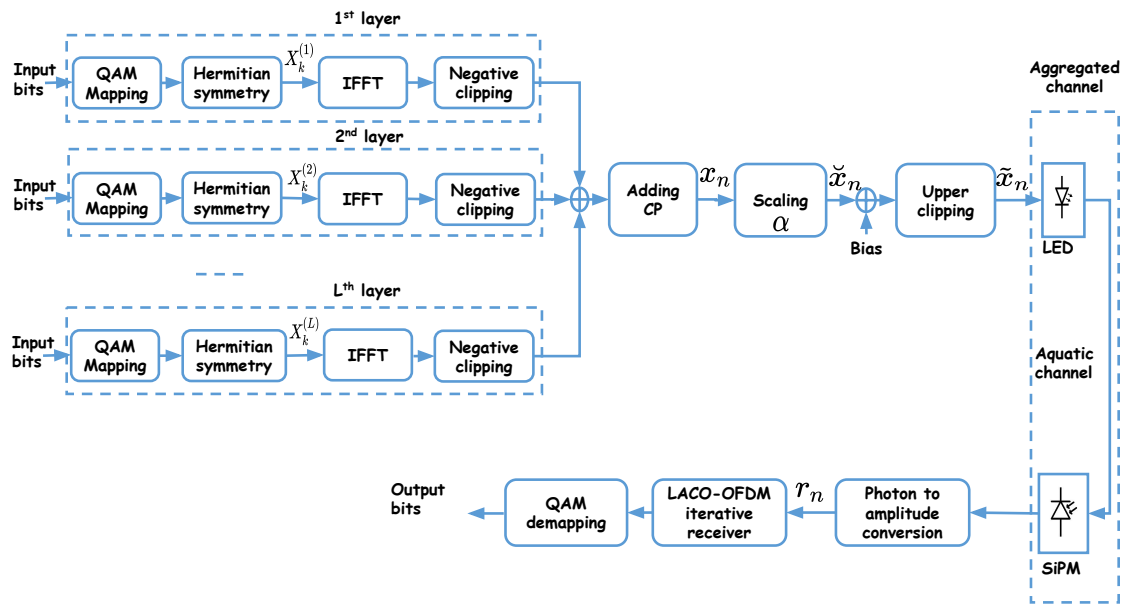 1st layer
Input
bits
QAM
Mapping
Hermitian
symmetry
X_k^{(1)}
IFFT
Negative
clipping
2nd layer
Input
bits
QAM
Mapping
Hermitian
symmetry
X_k^{(2)}
IFFT
Negative
clipping
Lth layer
Input
bits
QAM
Mapping
Hermitian
symmetry
X_k^{(L)}
IFFT
Negative
clipping
Adding
CP
x_n
Scaling
α
x̆_n
Bias
Upper
clipping
x̃_n
Aggregated
channel
LED
Aquatic
channel
SiPM
Photon to
amplitude
conversion
r_n
LACO-OFDM
iterative
receiver
QAM
demapping
Output
bits